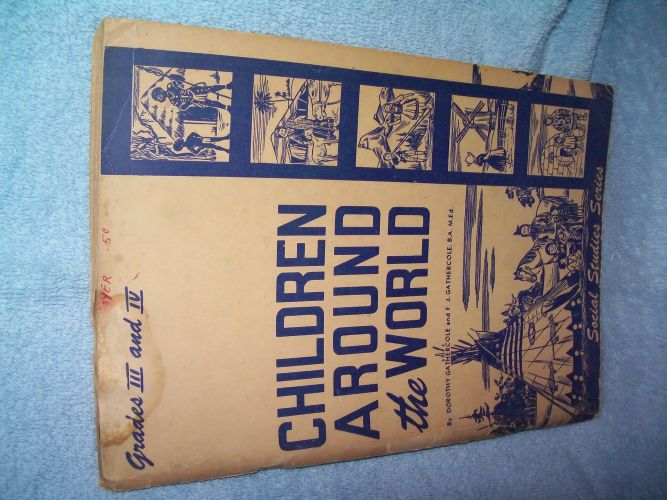 Grades III and IV
.50
CHILDREN
AROUND
the WORLD
By DOROTHY GATHERCOLE and F. J. GATHERCOLE, B.A. M.Ed.
Social Studies Series